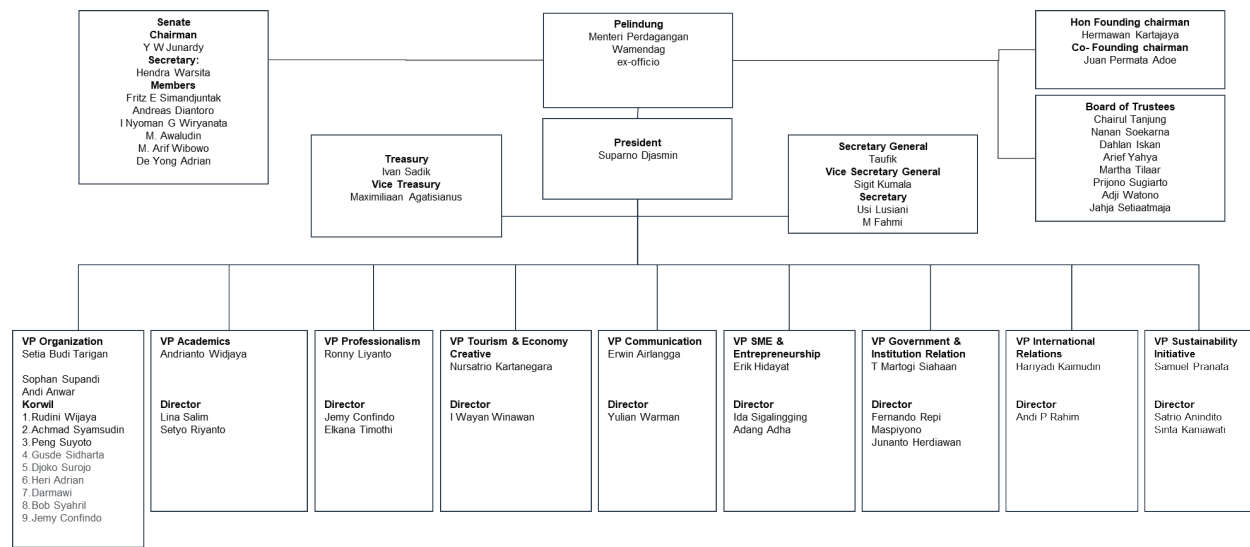 Senate
Chairman
Y W Junardy
Secretary:
Hendra Warsita
Members
Fritz E Simandjuntak
Andreas Diantoro
I Nyoman G Wiryanata
M. Awaludin
M. Arif Wibowo
De Yong Adrian
Pelindung
Menteri Perdagangan
Wamendag
ex-officio
Hon Founding chairman
Hermawan Kartajaya
Co- Founding chairman
Juan Permata Adoe
Board of Trustees
Chairul Tanjung
Nanan Soekarna
Dahlan Iskan
Arief Yahya
Martha Tilaar
Prijono Sugiarto
Adji Watono
Jahja Setiaatmaja
President
Suparno Djasmin
Treasury
Ivan Sadik
Vice Treasury
Maximiliaan Agatisianus
Secretary General
Taufik
Vice Secretary General
Sigit Kumala
Secretary
Usi Lusiani
M Fahmi
VP Organization
Setia Budi Tarigan
Sophan Supandi
Andi Anwar
Korwil
1.Rudini Wijaya
2.Achmad Syamsudin
3.Peng Suyoto
4.Gusde Sidharta
5.Djoko Surojo
6.Heri Adrian
7.Darmawi
8.Bob Syahril
9.Jemy Confindo
VP Academics
Andrianto Widjaya
Director
Lina Salim
Setyo Riyanto
VP Professionalism
Ronny Liyanto
Director
Jemy Confindo
Elkana Timothi
VP Tourism & Economy
Creative
Nursatrio Kartanegara
Director
I Wayan Winawan
VP Communication
Erwin Airlangga
Director
Yulian Warman
VP SME &
Entrepreneurship
Erik Hidayat
Director
Ida Sigalingging
Adang Adha
VP Government &
Institution Relation
T Martogi Siahaan
Director
Fernando Repi
Maspiyono
Junanto Herdiawan
VP International
Relations
Hariyadi Kaimudin
Director
Andi P Rahim
VP Sustainability
Initiative
Samuel Pranata
Director
Satrio Anindito
Sinta Kaniawati